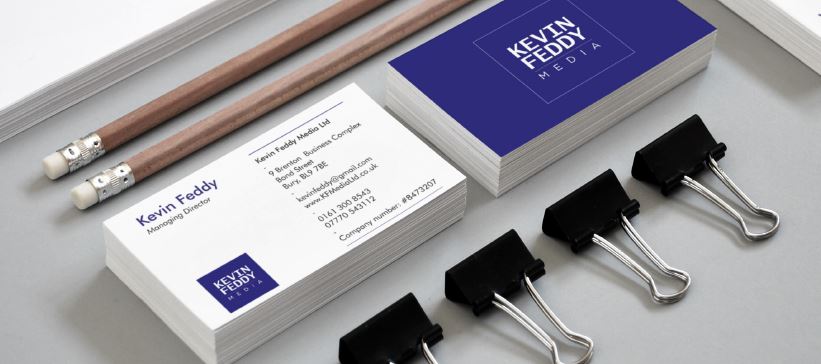 Kevin Feddy
Managing Director
KEVIN
FEDDY
MEDIA
Kevin Feddy Media Ltd
9 Brenton Business Complex
Bond Street
Bury, BL9 7BE
kevinfeddy@gmail.com
www.KFMediaLtd.co.uk
0161 300 8543
07770 543112
Company number: #8473207
KEVIN
FEDDY
MEDIA